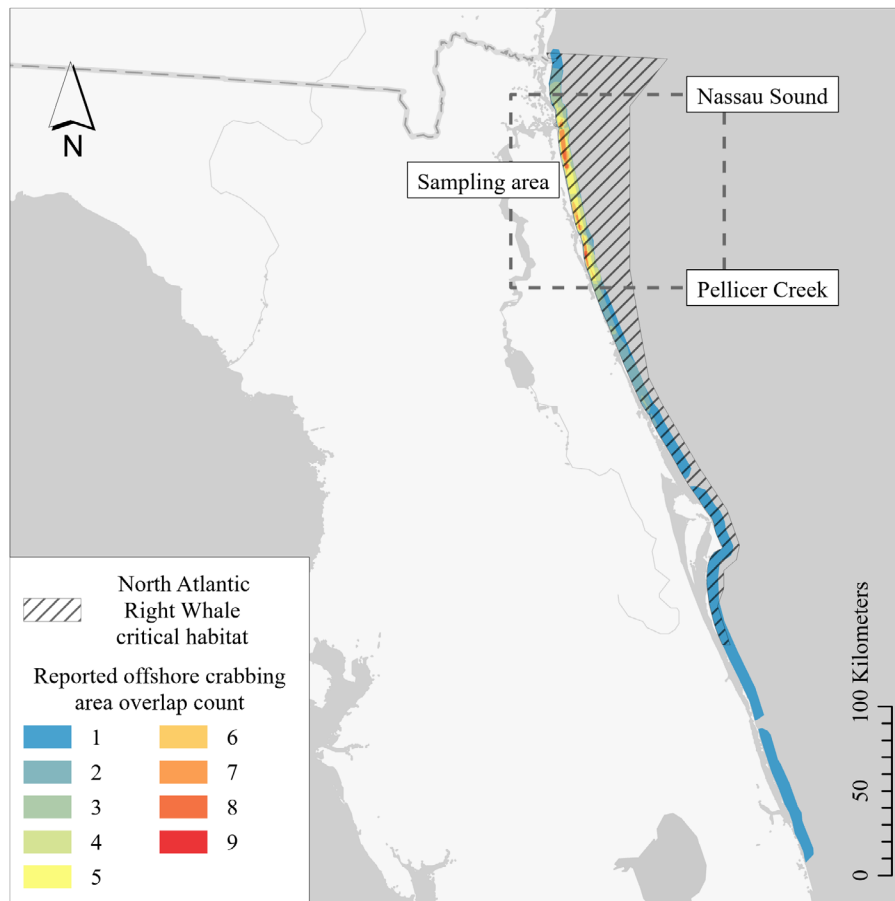 N
Nassau Sound
Sampling area
Pellicer Creek
North Atlantic
Right Whale
critical habitat
Reported offshore crabbing
area overlap count
1
2
3
4
5
6
7
8
9
0
50
100 Kilometers